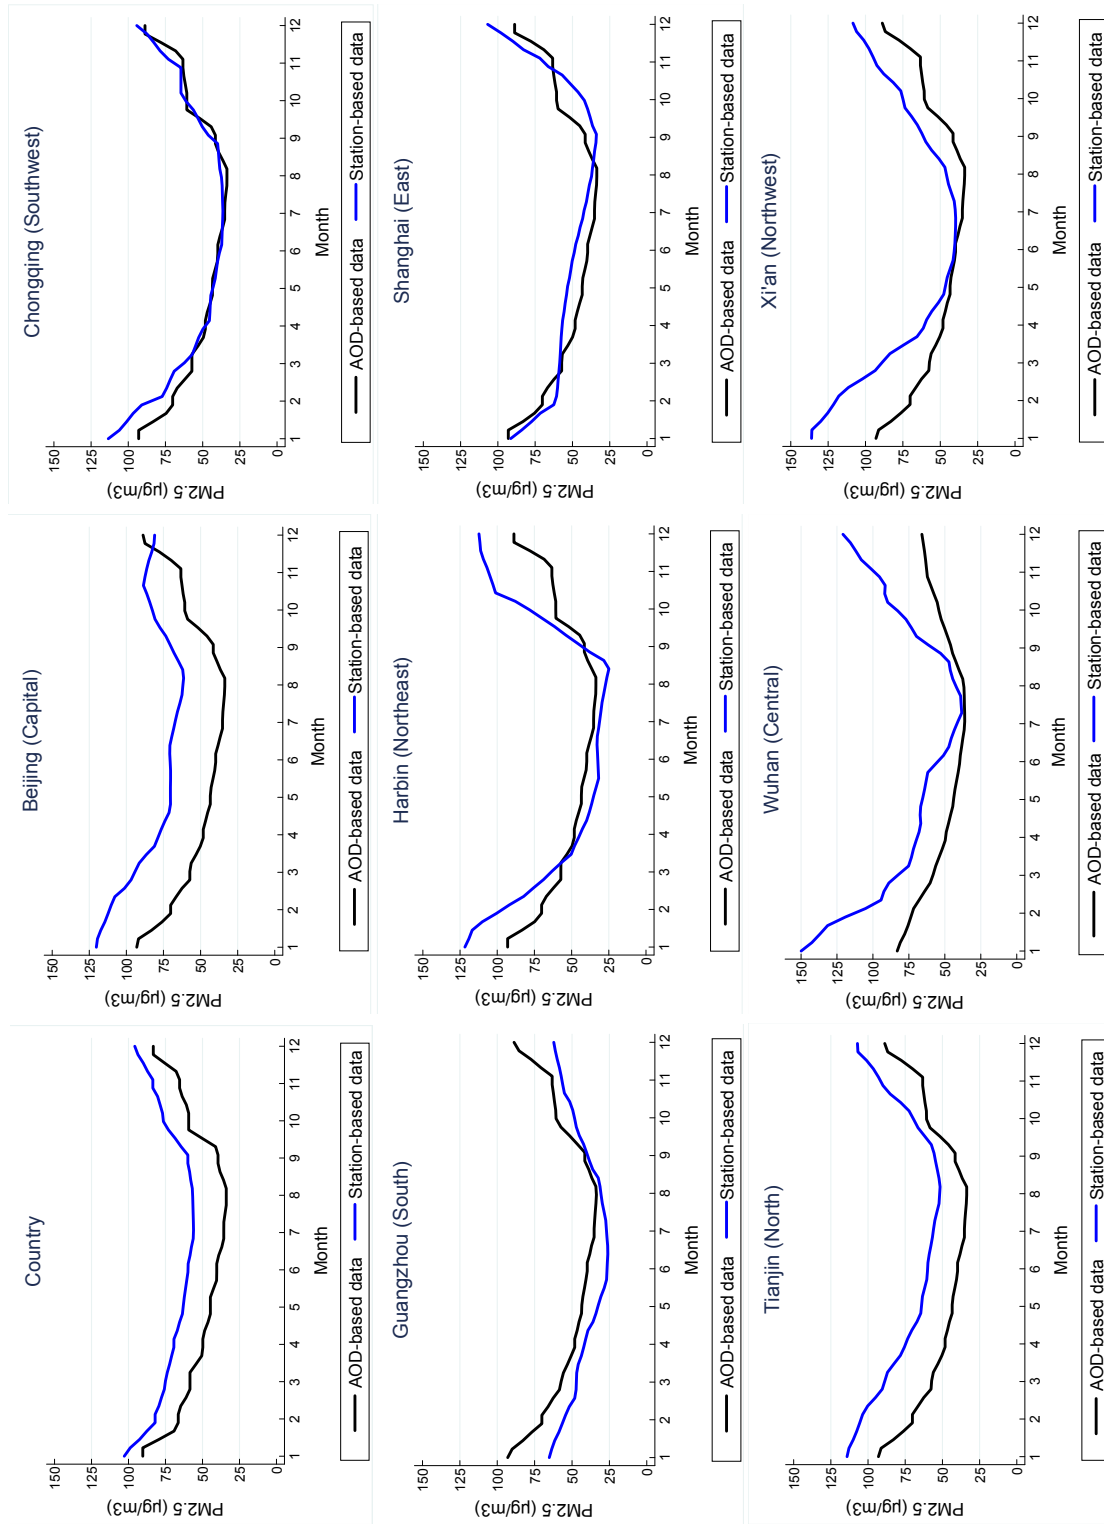 Country
PM2.5 (µg/m3)
150
125
100
75
50
25
0
1 2 3 4 5 6 7 8 9 10 11 12
Month
AOD-based data Station-based data
Beijing (Capital)
PM2.5 (µg/m3)
150
125
100
75
50
25
0
1 2 3 4 5 6 7 8 9 10 11 12
Month
AOD-based data Station-based data
Chongqing (Southwest)
PM2.5 (µg/m3)
150
125
100
75
50
25
0
1 2 3 4 5 6 7 8 9 10 11 12
Month
AOD-based data Station-based data
Guangzhou (South)
PM2.5 (µg/m3)
150
125
100
75
50
25
0
1 2 3 4 5 6 7 8 9 10 11 12
Month
AOD-based data Station-based data
Harbin (Northeast)
PM2.5 (µg/m3)
150
125
100
75
50
25
0
1 2 3 4 5 6 7 8 9 10 11 12
Month
AOD-based data Station-based data
Shanghai (East)
PM2.5 (µg/m3)
150
125
100
75
50
25
0
1 2 3 4 5 6 7 8 9 10 11 12
Month
AOD-based data Station-based data
Tianjin (North)
PM2.5 (µg/m3)
150
125
100
75
50
25
0
1 2 3 4 5 6 7 8 9 10 11 12
Month
AOD-based data Station-based data
Wuhan (Central)
PM2.5 (µg/m3)
150
125
100
75
50
25
0
1 2 3 4 5 6 7 8 9 10 11 12
Month
AOD-based data Station-based data
Xi'an (Northwest)
PM2.5 (µg/m3)
150
125
100
75
50
25
0
1 2 3 4 5 6 7 8 9 10 11 12
Month
AOD-based data Station-based data